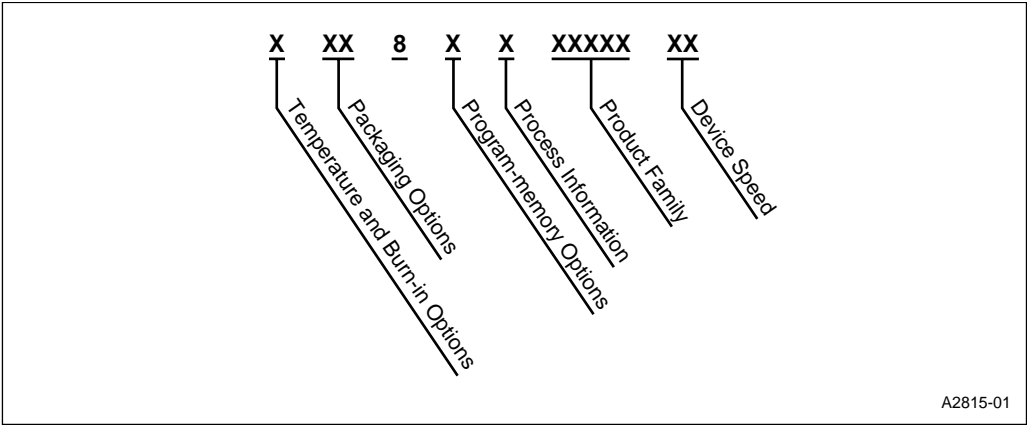 X XX 8 X X XXXXX XX
Temperature and Burn-in Options
Packaging Options
Program-memory Options
Process Information
Product Family
Device Speed
A2815-01